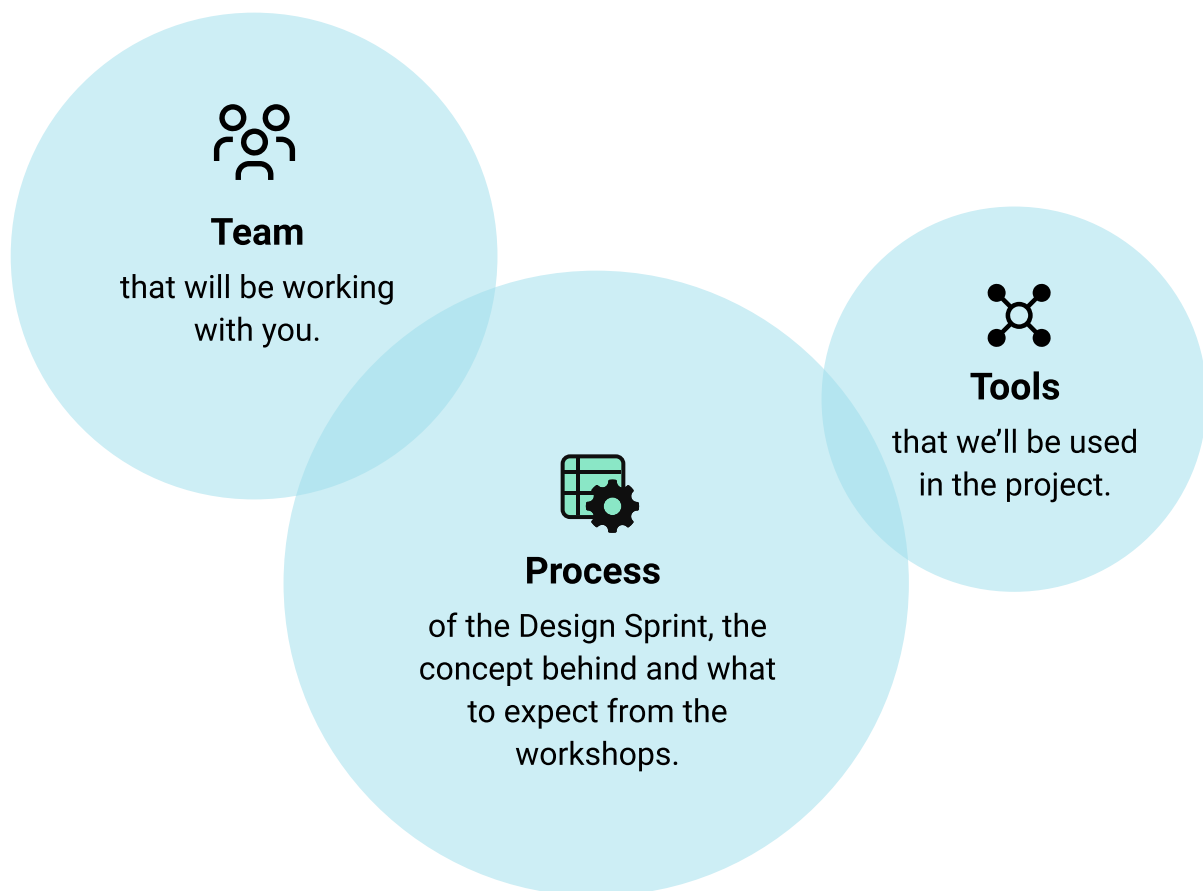 Team
that will be working
with you.
Process
of the Design Sprint, the
concept behind and what
to expect from the
workshops.
Tools
that we’ll be used
in the project.